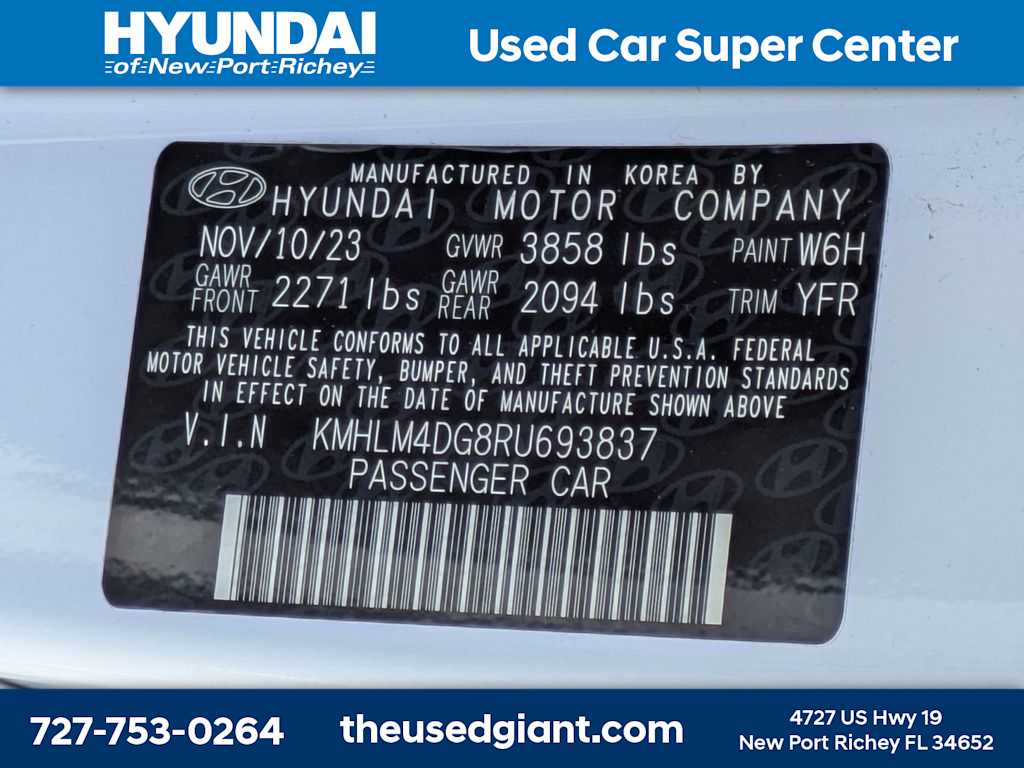 HYUNDAI
of New Port Richey
Used Car Super Center
MANUFACTURED IN KOREA BY
HYUNDAI MOTOR COMPANY
NOV/10/23 GVWR 3858 lbs PAINT W6H
GAWR FRONT 2271 lbs GAWR REAR 2094 lbs TRIM YFR
THIS VEHICLE CONFORMS TO ALL APPLICABLE U.S.A. FEDERAL
MOTOR VEHICLE SAFETY, BUMPER, AND THEFT PREVENTION STANDARDS
IN EFFECT ON THE DATE OF MANUFACTURE SHOWN ABOVE
V.I.N KMHLM4DG8RU693837
PASSENGER CAR
727-753-0264
theusedgiant.com
4727 US Hwy 19
New Port Richey FL 34652